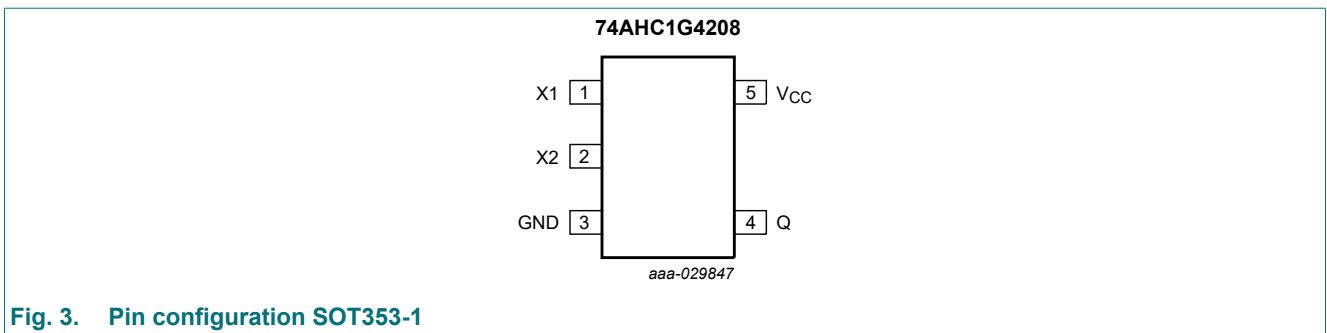 74AHC1G4208
X1 1 5 VCC
X2 2
GND 3 4 Q
aaa-029847
Fig. 3. Pin configuration SOT353-1